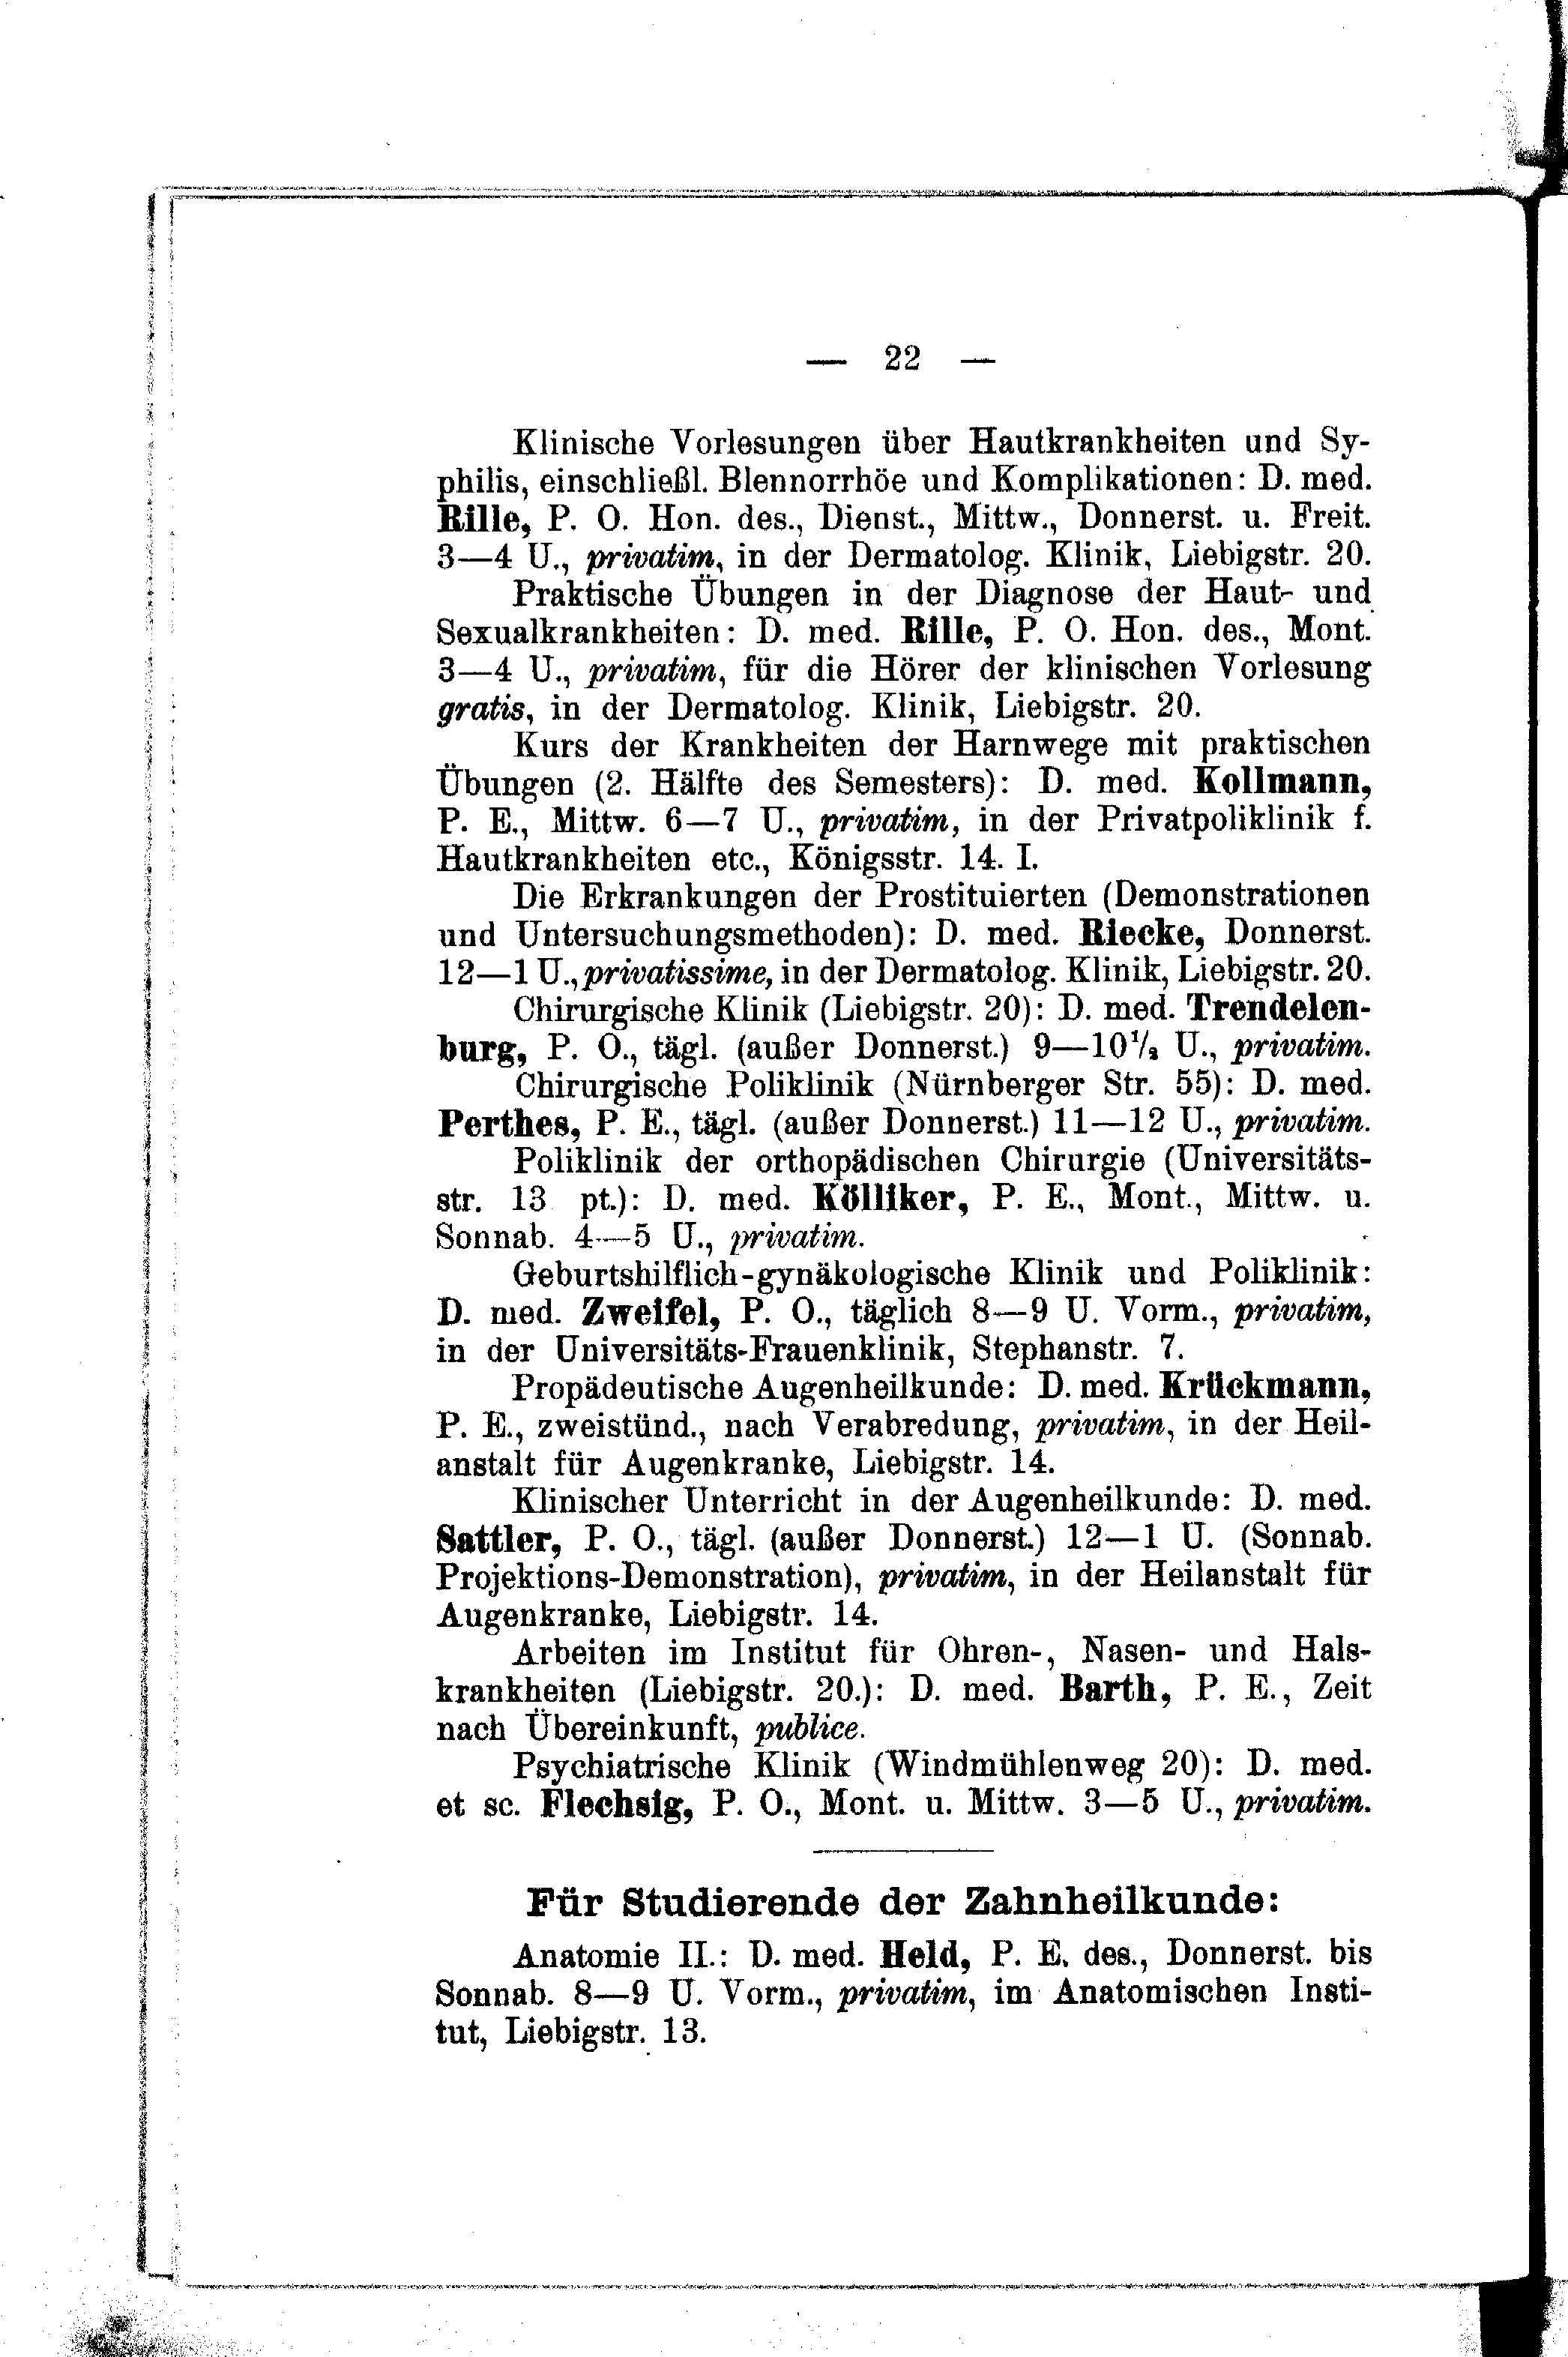 — 22 —
Klinische Vorlesungen über Hautkrankheiten und Sy-
philis, einschließl. Blennorrhöe und Komplikationen: D. med.
Rille, P. O. Hon. des., Dienst., Mittw., Donnerst. u. Freit.
3—4 U., privatim, in der Dermatolog. Klinik, Liebigstr. 20.
Praktische Übungen in der Diagnose der Haut- und
Sexualkrankheiten: D. med. Rille, P. O. Hon. des., Mont.
3—4 U., privatim, für die Hörer der klinischen Vorlesung
gratis, in der Dermatolog. Klinik, Liebigstr. 20.
Kurs der Krankheiten der Harnwege mit praktischen
Übungen (2. Hälfte des Semesters): D. med. Kollmann,
P. E., Mittw. 6—7 U., privatim, in der Privatpoliklinik f.
Hautkrankheiten etc., Königsstr. 14. I.
Die Erkrankungen der Prostituierten (Demonstrationen
und Untersuchungsmethoden): D. med. Riecke, Donnerst.
12—1 U., privatissime, in der Dermatolog. Klinik, Liebigstr. 20.
Chirurgische Klinik (Liebigstr. 20): D. med. Trendelen-
burg, P. O., tägl. (außer Donnerst.) 9—10½ U., privatim.
Chirurgische Poliklinik (Nürnberger Str. 55): D. med.
Perthes, P. E., tägl. (außer Donnerst.) 11—12 U., privatim.
Poliklinik der orthopädischen Chirurgie (Universitäts-
str. 13 pt.): D. med. Kölliker, P. E., Mont., Mittw. u.
Sonnab. 4—5 U., privatim.
Geburtshilflich-gynäkologische Klinik und Poliklinik:
D. med. Zweifel, P. O., täglich 8—9 U. Vorm., privatim,
in der Universitäts-Frauenklinik, Stephanstr. 7.
Propädeutische Augenheilkunde: D. med. Krückmann,
P. E., zweistünd., nach Verabredung, privatim, in der Heil-
anstalt für Augenkranke, Liebigstr. 14.
Klinischer Unterricht in der Augenheilkunde: D. med.
Sattler, P. O., tägl. (außer Donnerst.) 12—1 U. (Sonnab.
Projektions-Demonstration), privatim, in der Heilanstalt für
Augenkranke, Liebigstr. 14.
Arbeiten im Institut für Ohren-, Nasen- und Hals-
krankheiten (Liebigstr. 20.): D. med. Barth, P. E., Zeit
nach Übereinkunft, publice.
Psychiatrische Klinik (Windmühlenweg 20): D. med.
et sc. Flechsig, P. O., Mont. u. Mittw. 3—5 U., privatim.
Für Studierende der Zahnheilkunde:
Anatomie II.: D. med. Held, P. E. des., Donnerst. bis
Sonnab. 8—9 U. Vorm., privatim, im Anatomischen Insti-
tut, Liebigstr. 13.